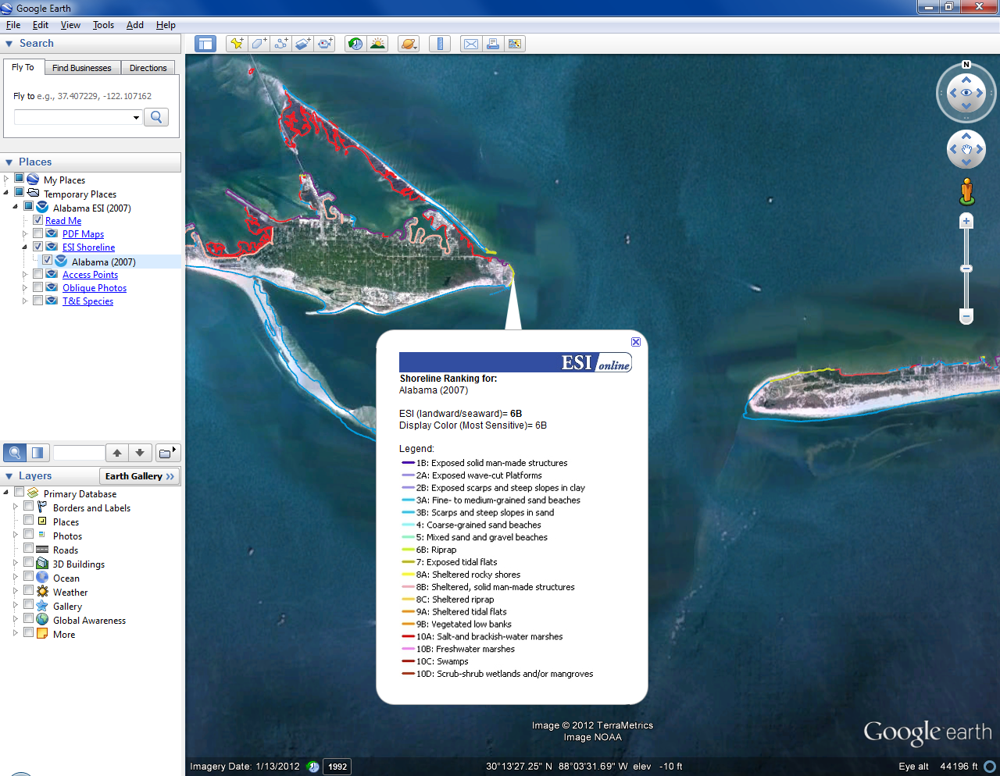 Google Earth
File Edit View Tools Add Help
Search
Fly To Find Businesses Directions
Fly to e.g., 37.407229, -122.107162
Places
My Places
Temporary Places
Alabama ESI (2007)
Read Me
PDF Maps
ESI Shoreline
Alabama (2007)
Access Points
Oblique Photos
T&E Species
Layers
Earth Gallery >>
Primary Database
Borders and Labels
Places
Photos
Roads
3D Buildings
Ocean
Weather
Gallery
Global Awareness
More
N
ESI online
Shoreline Ranking for:
Alabama (2007)
ESI (landward/seaward)= 6B
Display Color (Most Sensitive)= 6B
Legend:
1B: Exposed solid man-made structures
2A: Exposed wave-cut Platforms
2B: Exposed scarps and steep slopes in clay
3A: Fine- to medium-grained sand beaches
3B: Scarps and steep slopes in sand
4: Coarse-grained sand beaches
5: Mixed sand and gravel beaches
6B: Riprap
7: Exposed tidal flats
8A: Sheltered rocky shores
8B: Sheltered, solid man-made structures
8C: Sheltered riprap
9A: Sheltered tidal flats
9B: Vegetated low banks
10A: Salt-and brackish-water marshes
10B: Freshwater marshes
10C: Swamps
10D: Scrub-shrub wetlands and/or mangroves
Image © 2012 TerraMetrics
Image NOAA
Google earth
Imagery Date: 1/13/2012 1992 30°13'27.25" N 88°03'31.69" W elev -10 ft Eye alt 44196 ft